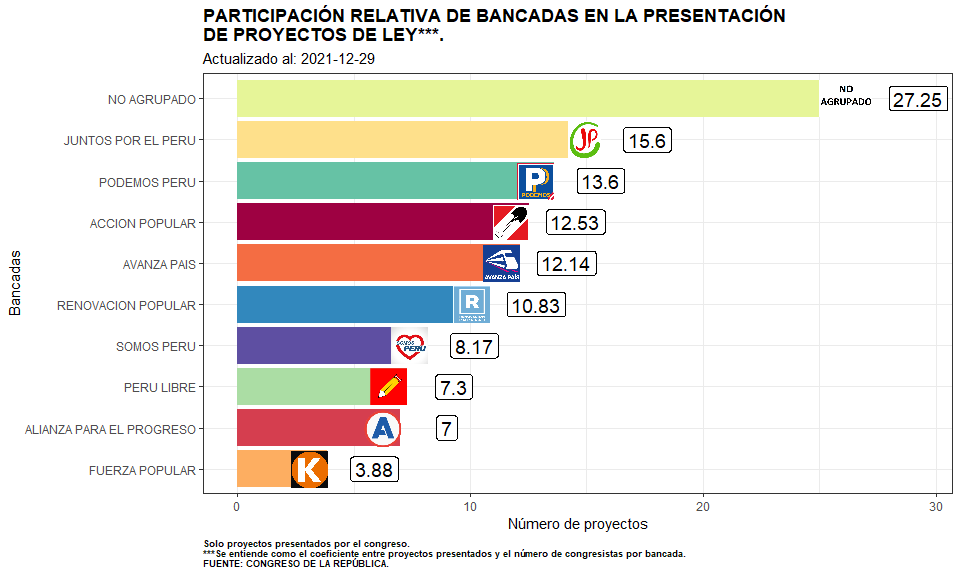 PARTICIPACIÓN RELATIVA DE BANCADAS EN LA PRESENTACIÓN
DE PROYECTOS DE LEY***.
Actualizado al: 2021-12-29
Bancadas
NO AGRUPADO
NO
AGRUPADO
27.25
JUNTOS POR EL PERU
JP
15.6
PODEMOS PERU
P
PODEMOS
13.6
ACCION POPULAR
12.53
AVANZA PAIS
AVANZA PAÍS
12.14
RENOVACION POPULAR
R
10.83
SOMOS PERU
PERU
8.17
PERU LIBRE
7.3
ALIANZA PARA EL PROGRESO
A
7
FUERZA POPULAR
K
3.88
0 10 20 30
Número de proyectos
Solo proyectos presentados por el congreso.
***Se entiende como el coeficiente entre proyectos presentados y el número de congresistas por bancada.
FUENTE: CONGRESO DE LA REPÚBLICA.